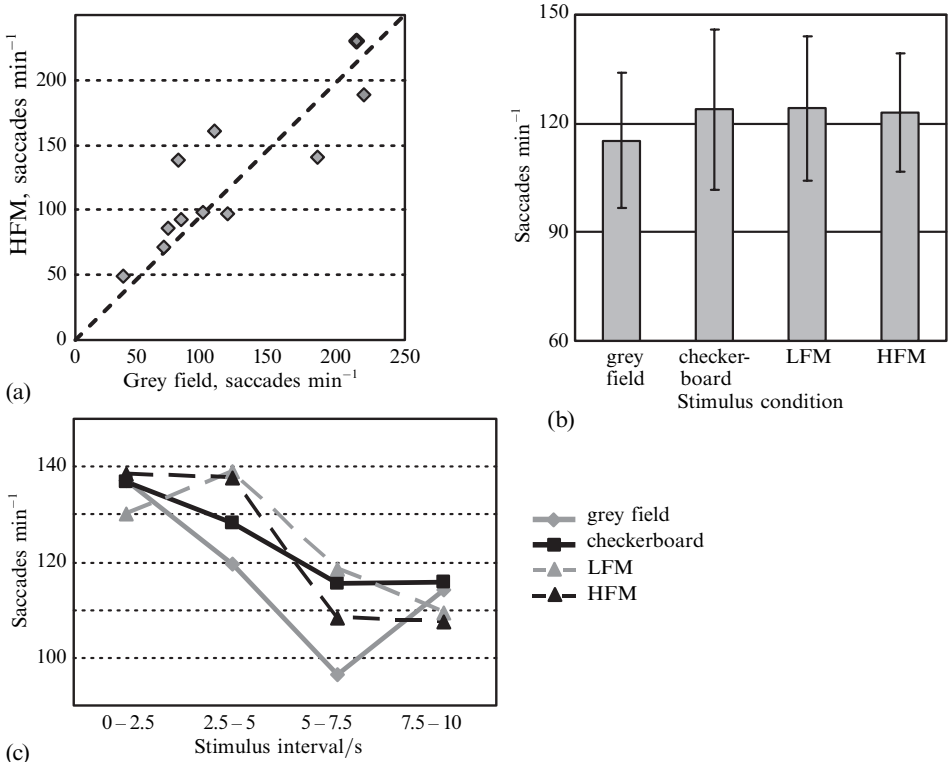 HFM, saccades min⁻¹
200
150
100
50
0
0 50 100 150 200 250
Grey field, saccades min⁻¹
(a)
Saccades min⁻¹
150
120
90
60
grey field
checker-board
LFM
HFM
Stimulus condition
(b)
Saccades min⁻¹
140
120
100
0–2.5 2.5–5 5–7.5 7.5–10
Stimulus interval/s
(c)
grey field
checkerboard
LFM
HFM